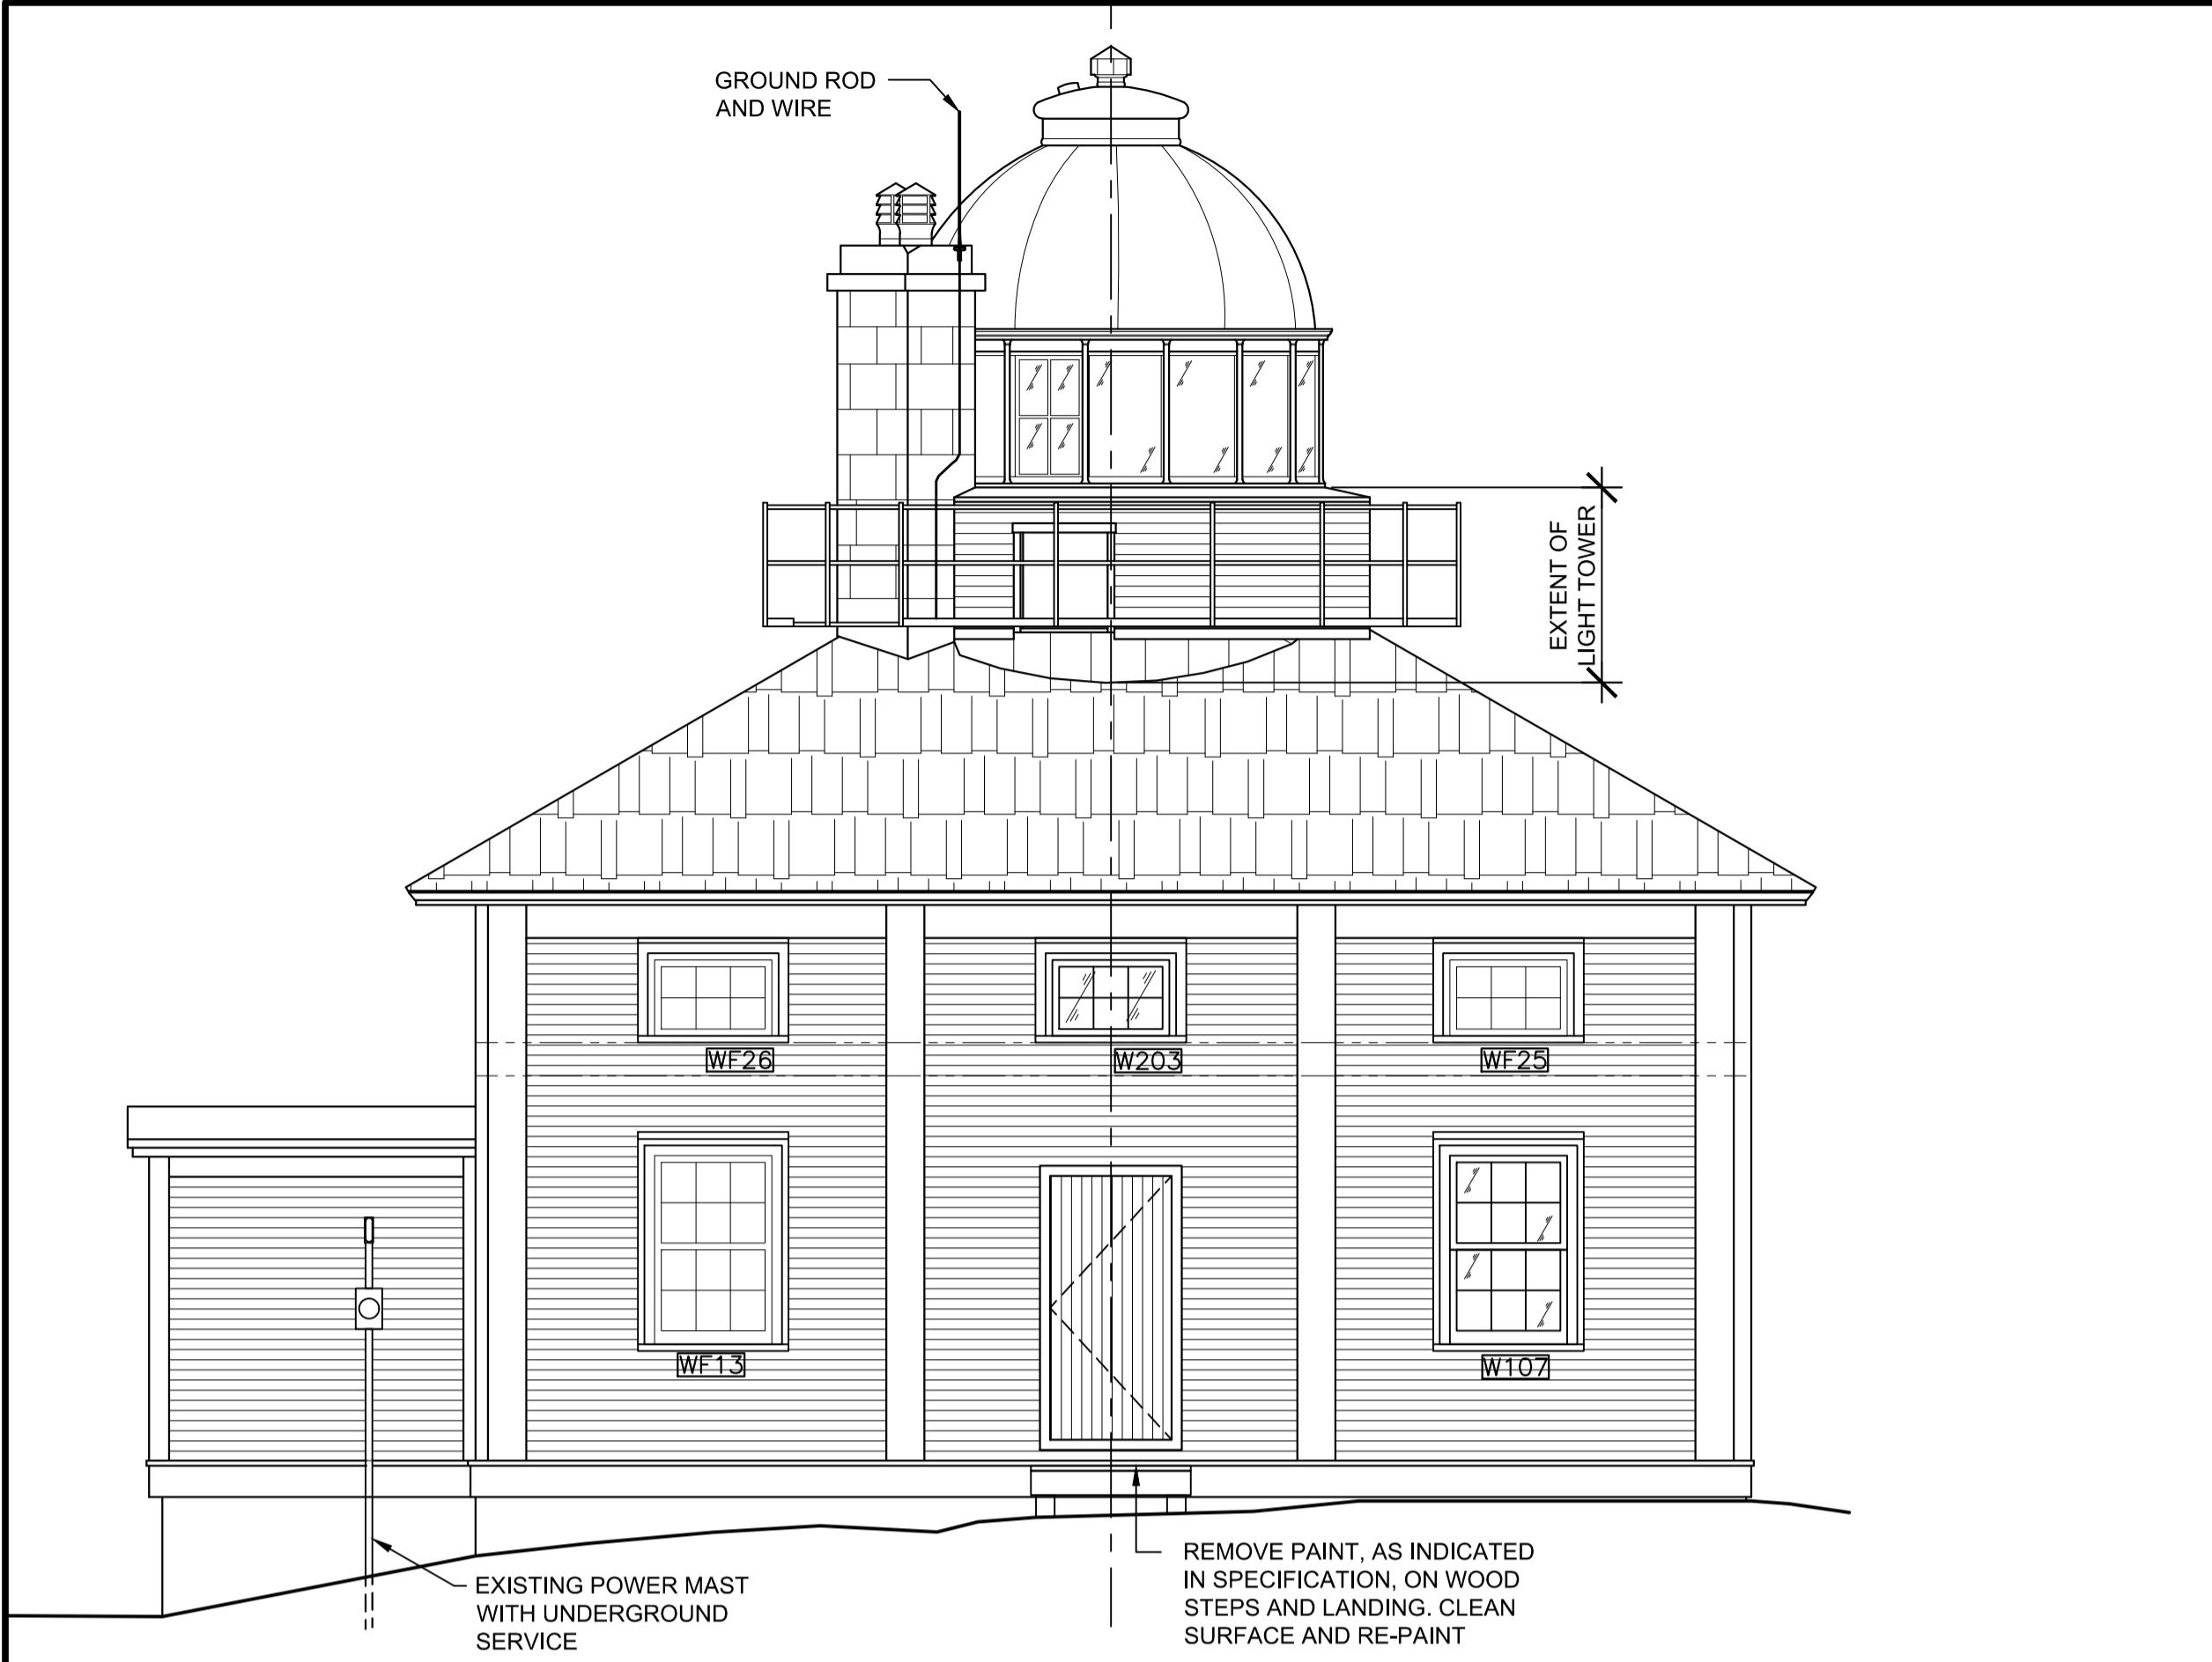 GROUND ROD
AND WIRE
EXTENT OF
LIGHT TOWER
WF26
W203
WF25
WF13
W107
REMOVE PAINT, AS INDICATED
IN SPECIFICATION, ON WOOD
STEPS AND LANDING. CLEAN
SURFACE AND RE-PAINT
EXISTING POWER MAST
WITH UNDERGROUND
SERVICE